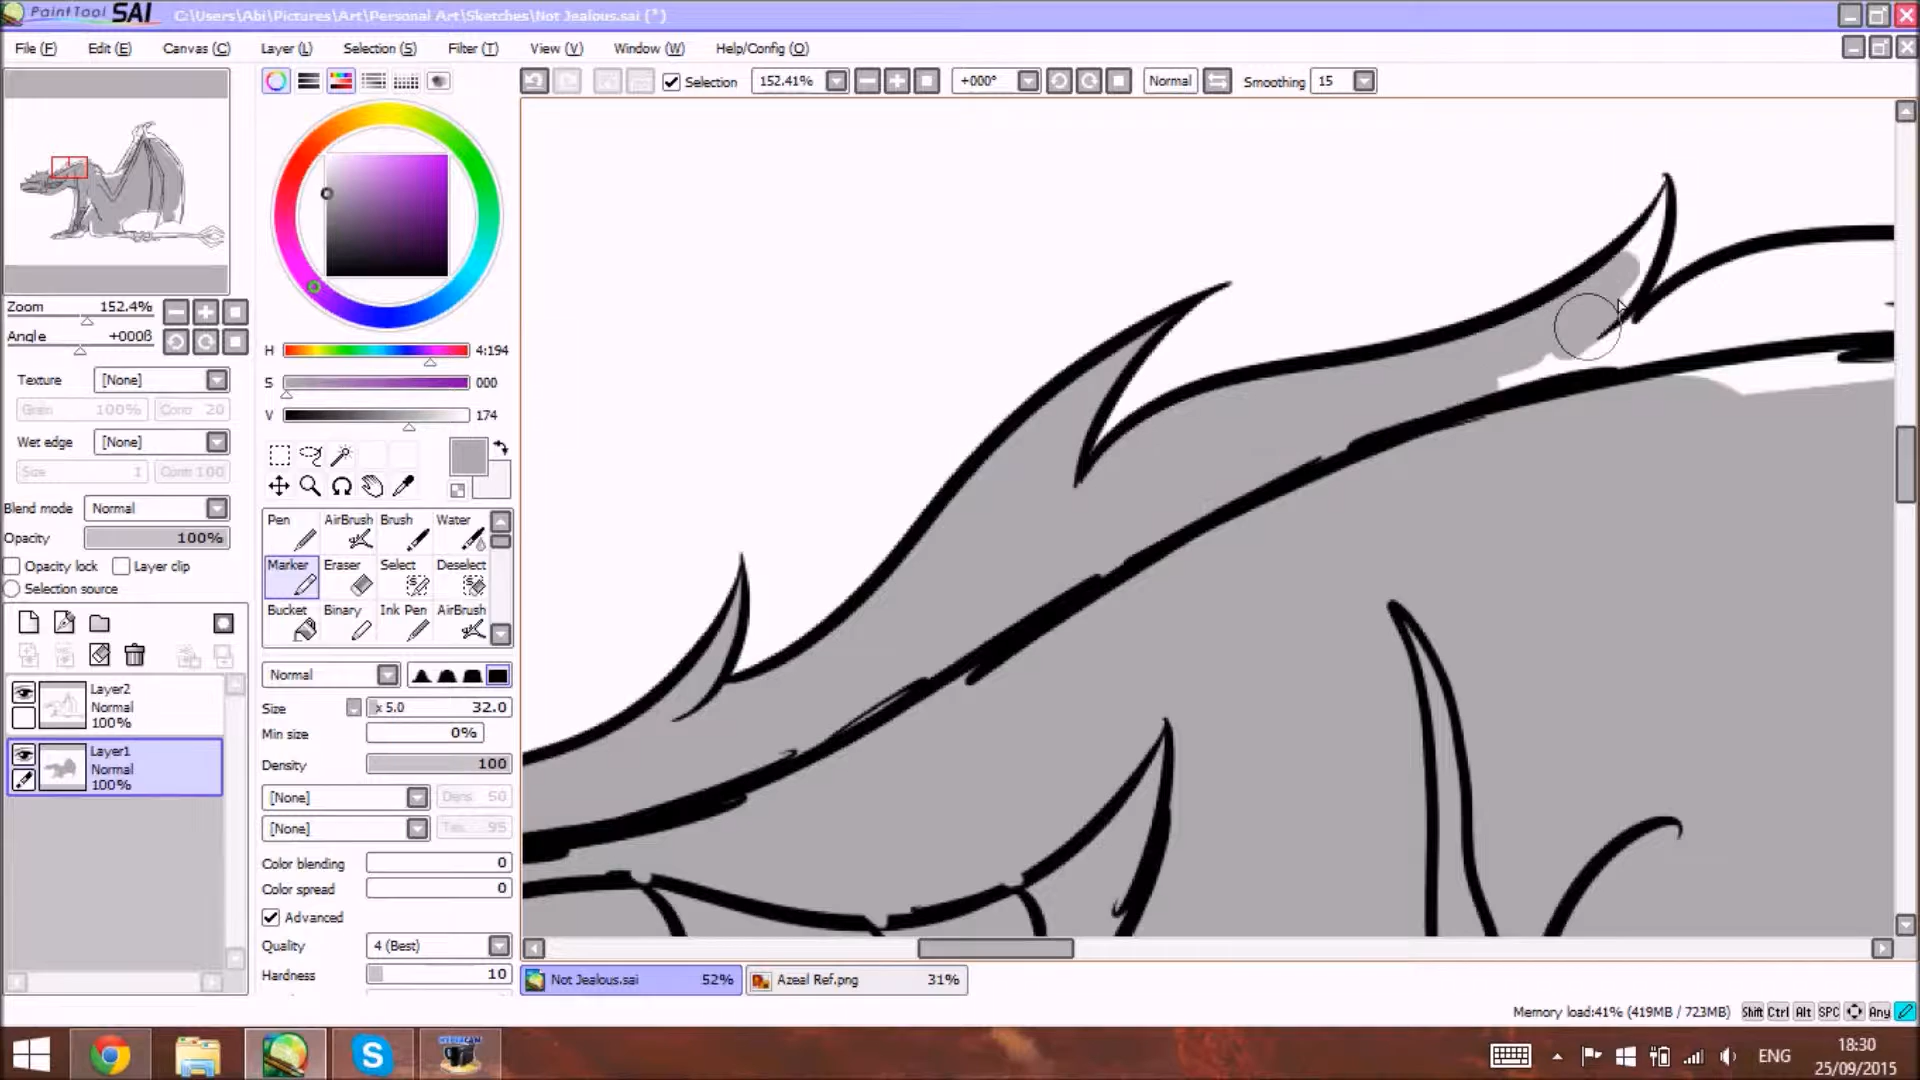 PaintTool SAI C:\Users\Abi\Pictures\Art\Personal Art\Sketches\Not Jealous.sai (*)
File (F) Edit (E) Canvas (C) Layer (L) Selection (S) Filter (T) View (V) Window (W) Help/Config (O)
Selection 152.41% +000° Normal Smoothing 15
Zoom 152.4%
Angle +000ß
H 4:194
S 000
V 174
Texture [None]
Grain 100% Contr 20
Wet edge [None]
Size 1 Contr 100
Blend mode Normal
Opacity 100%
Opacity lock Layer clip
Selection source
Pen AirBrush Brush Water
Marker Eraser Select Deselect
Bucket Binary Ink Pen AirBrush
Layer2
Normal
100%
Layer1
Normal
100%
Normal
Size x 5.0 32.0
Min size 0%
Density 100
[None] Dens 50
[None] 95
Color blending 0
Color spread 0
Advanced
Quality 4 (Best)
Hardness 10
Not Jealous.sai 52% Azeal Ref.png 31%
Memory load:41% (419MB / 723MB) Shift Ctrl Alt SPC Any
ENG 18:30
25/09/2015